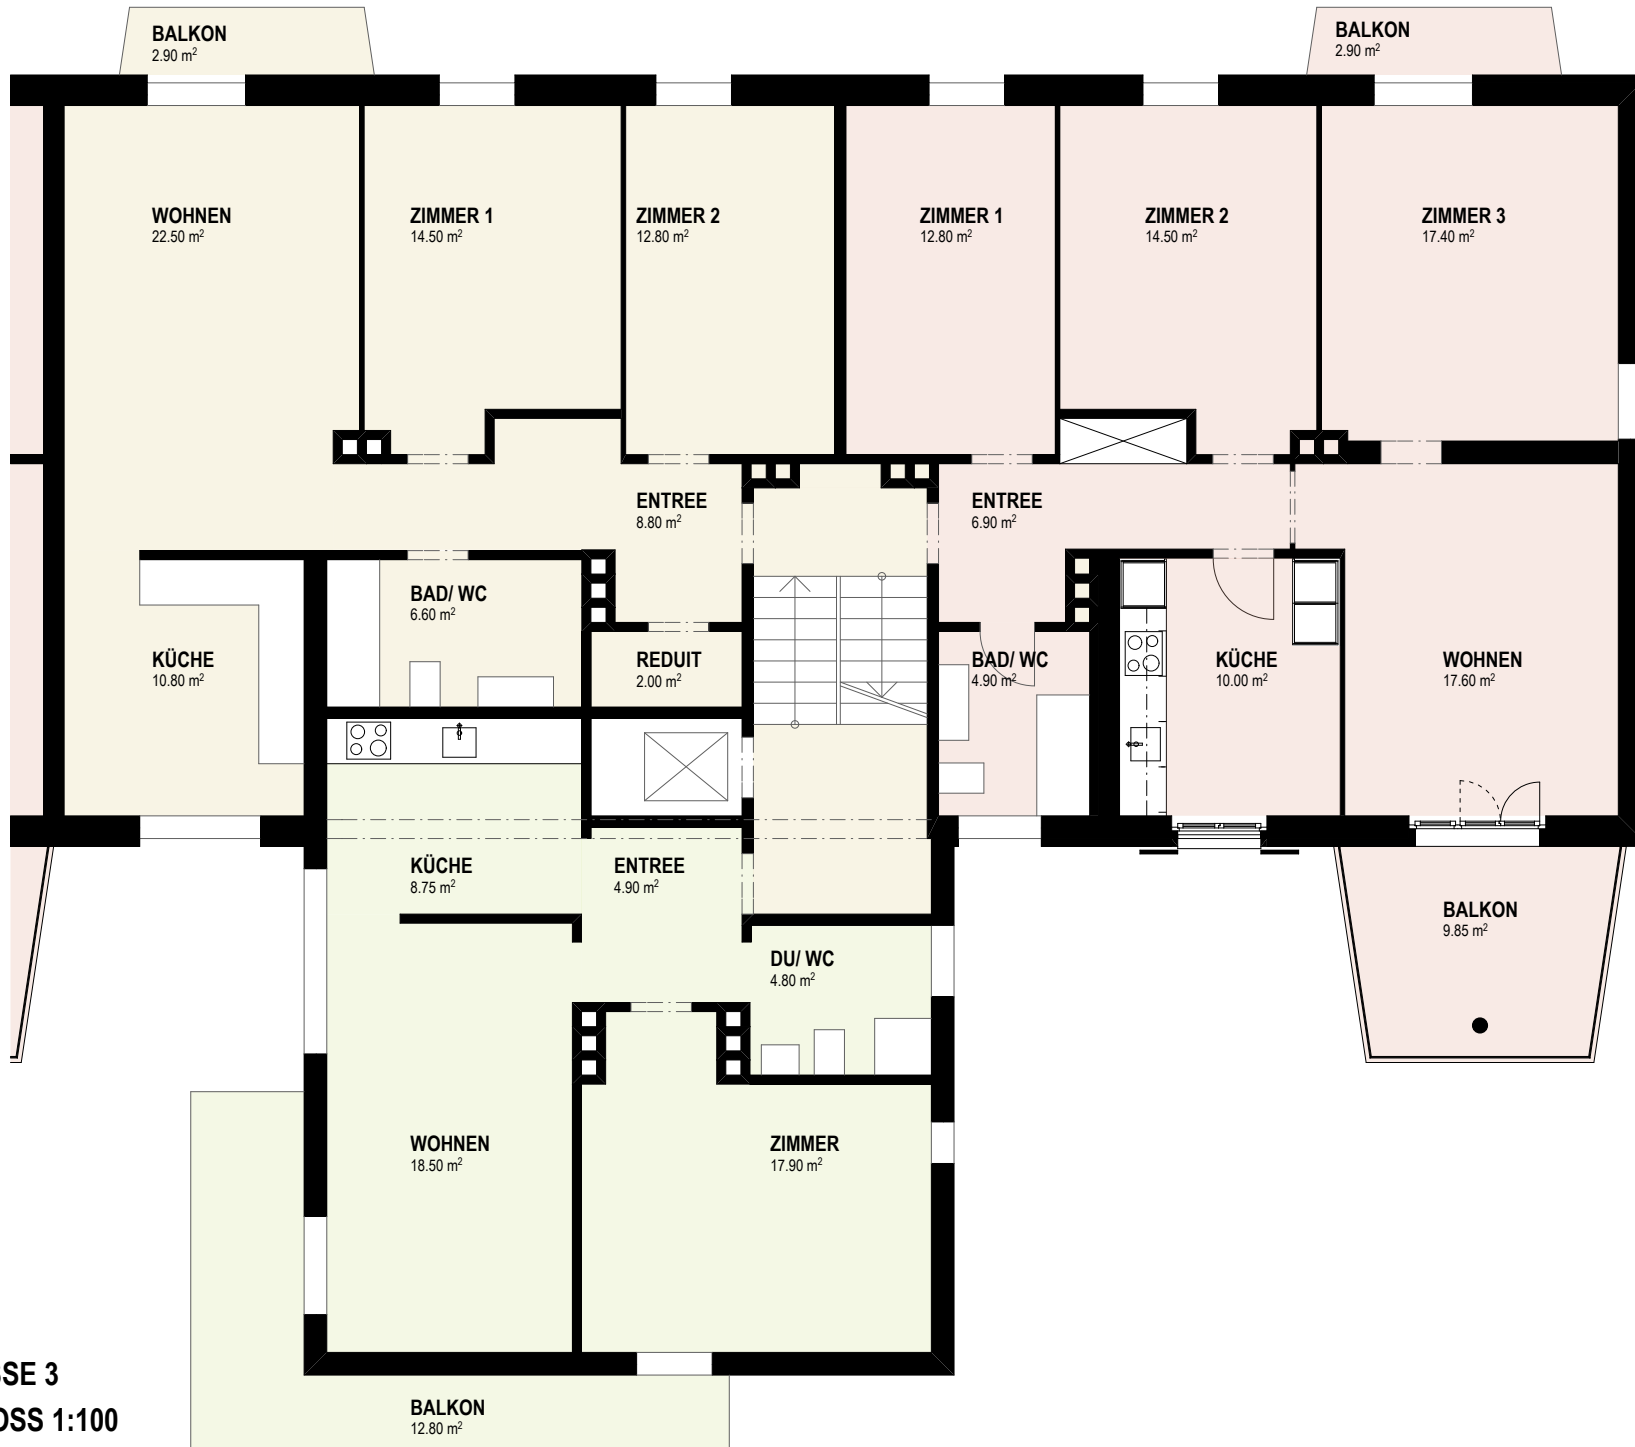 BALKON
2.90 m²
BALKON
2.90 m²
WOHNEN
22.50 m²
ZIMMER 1
14.50 m²
ZIMMER 2
12.80 m²
ZIMMER 1
12.80 m²
ZIMMER 2
14.50 m²
ZIMMER 3
17.40 m²
ENTREE
8.80 m²
ENTREE
6.90 m²
BAD/ WC
6.60 m²
KÜCHE
10.80 m²
REDUIT
2.00 m²
BAD/ WC
4.90 m²
KÜCHE
10.00 m²
WOHNEN
17.60 m²
KÜCHE
8.75 m²
ENTREE
4.90 m²
BALKON
9.85 m²
DU/ WC
4.80 m²
WOHNEN
18.50 m²
ZIMMER
17.90 m²
SSE 3
OSS 1:100
BALKON
12.80 m²